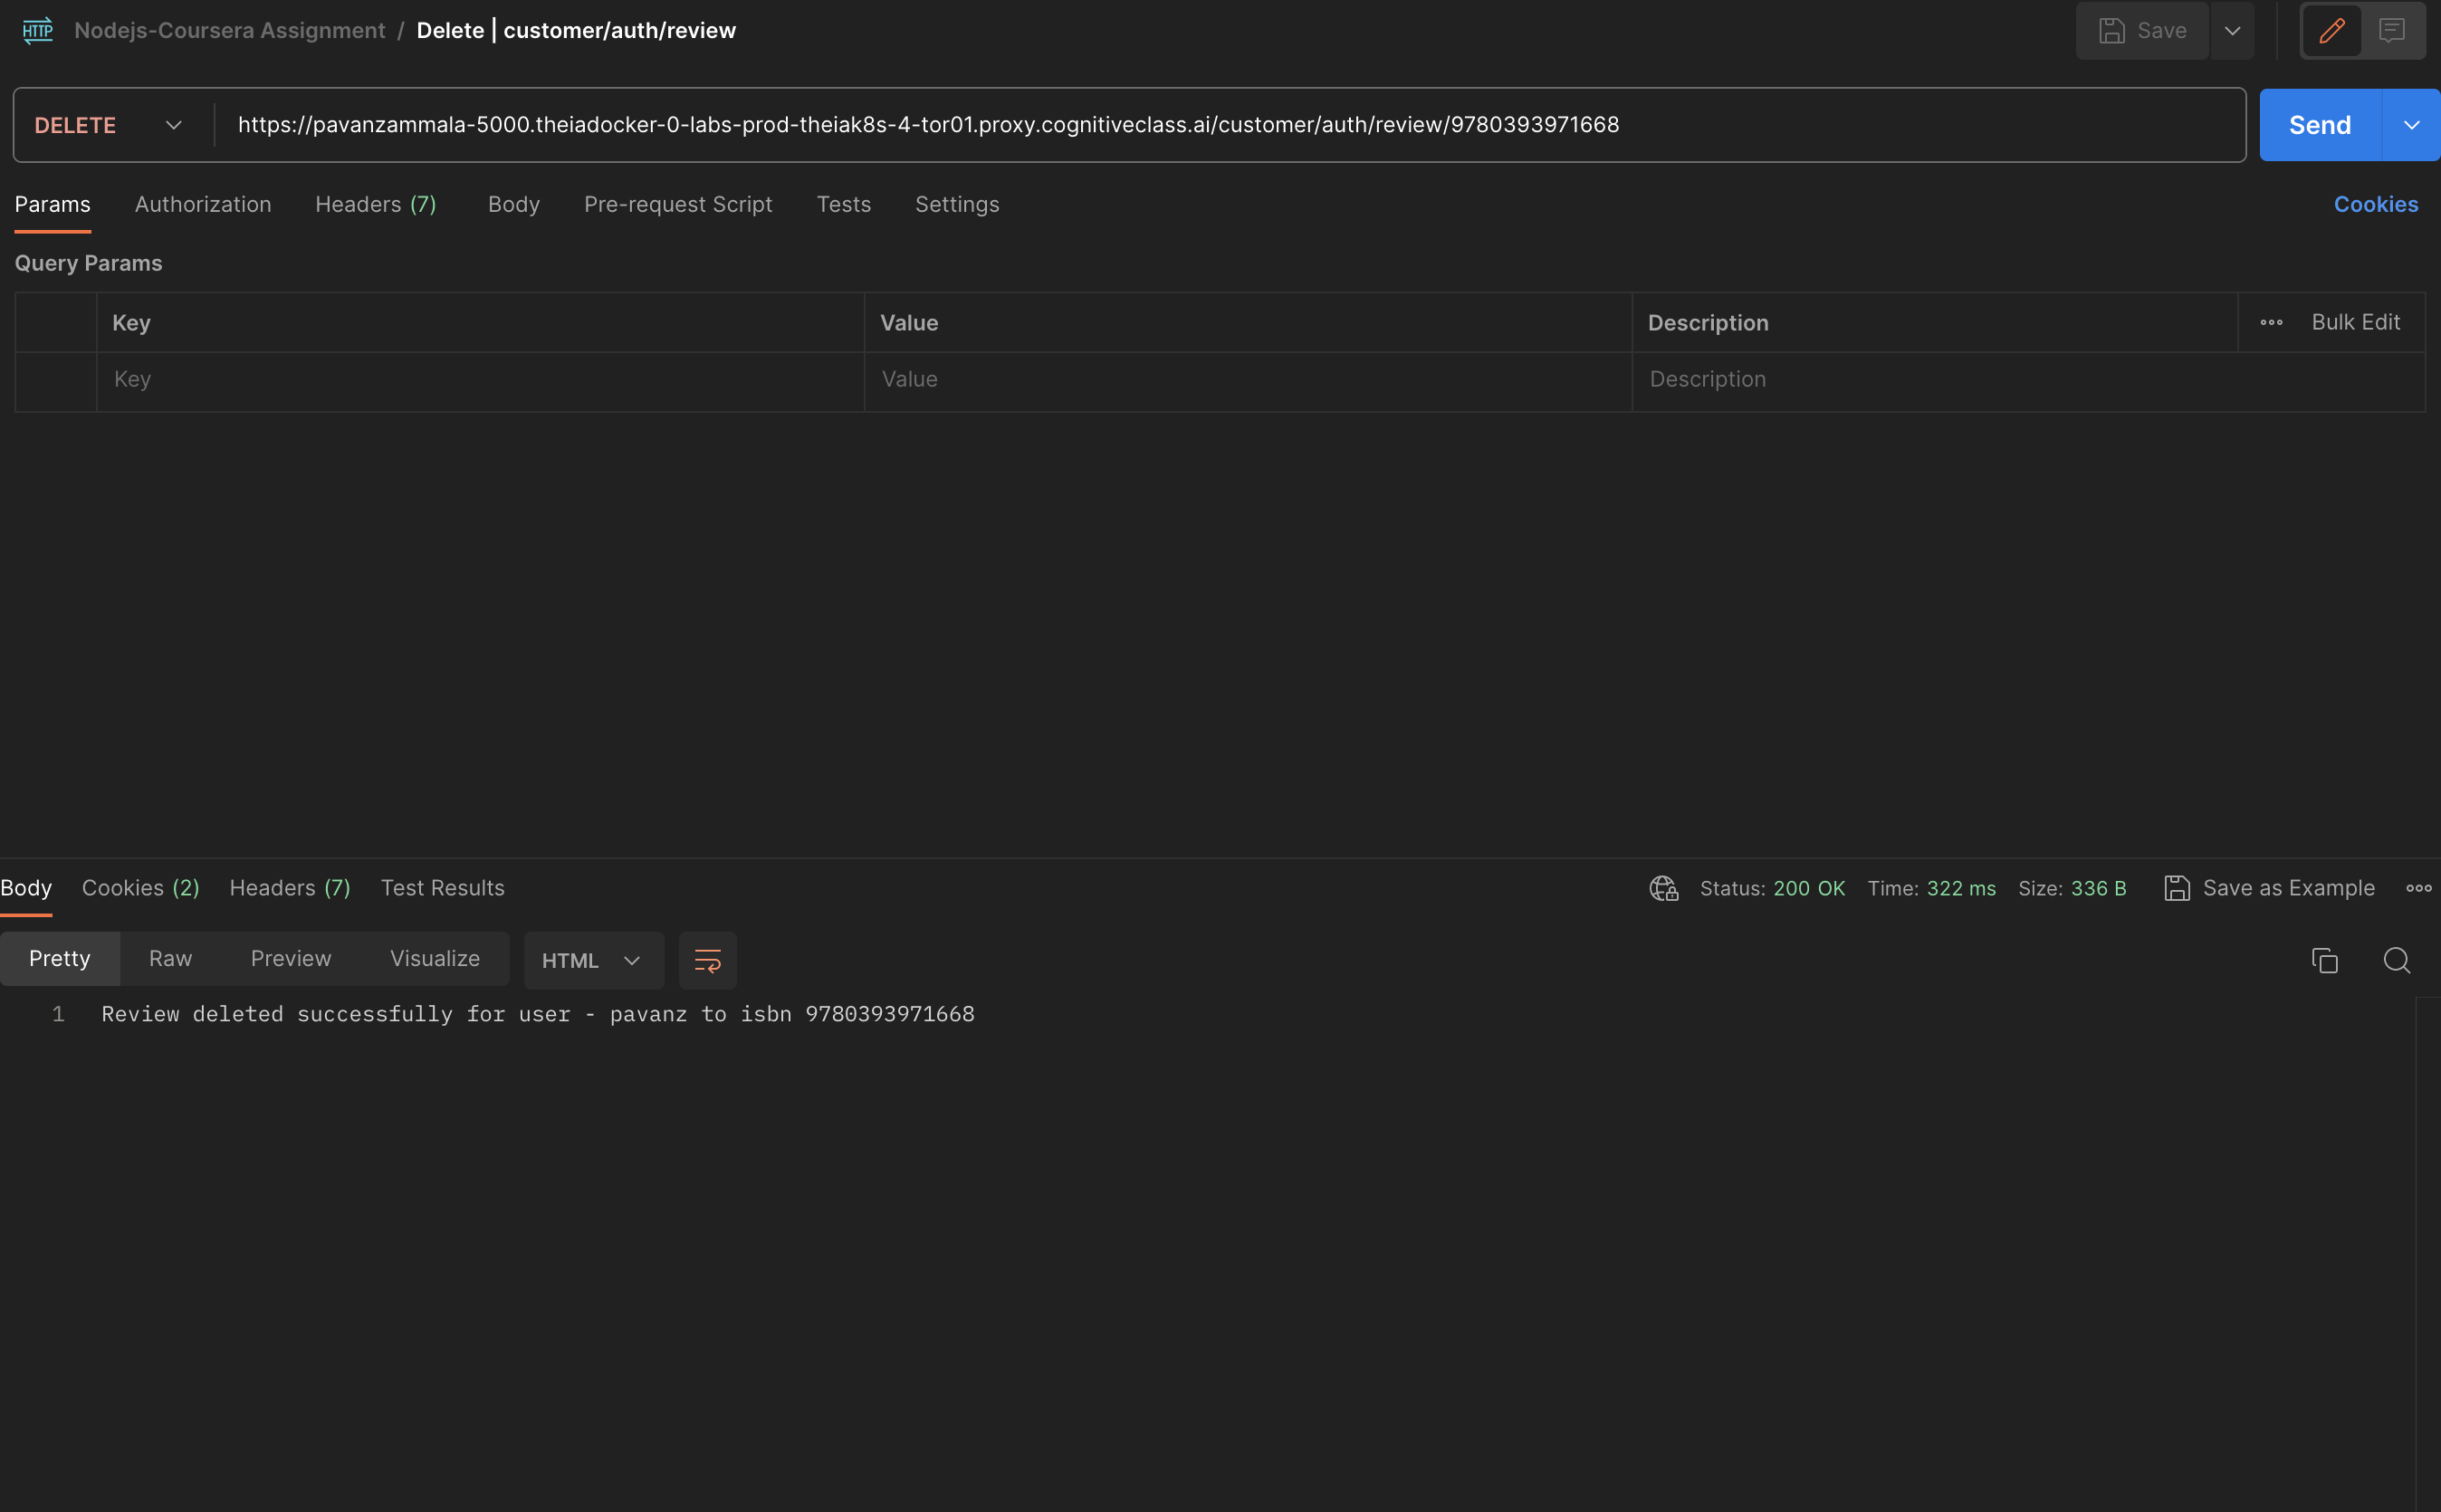 HTTP Nodejs-Coursera Assignment / Delete | customer/auth/review Save
DELETE https://pavanzammala-5000.theiadocker-0-labs-prod-theiak8s-4-tor01.proxy.cognitiveclass.ai/customer/auth/review/9780393971668 Send
Params Authorization Headers (7) Body Pre-request Script Tests Settings Cookies
Query Params
Key Value Description Bulk Edit
Key Value Description
Body Cookies (2) Headers (7) Test Results Status: 200 OK Time: 322 ms Size: 336 B Save as Example
Pretty Raw Preview Visualize HTML
1 Review deleted successfully for user - pavanz to isbn 9780393971668